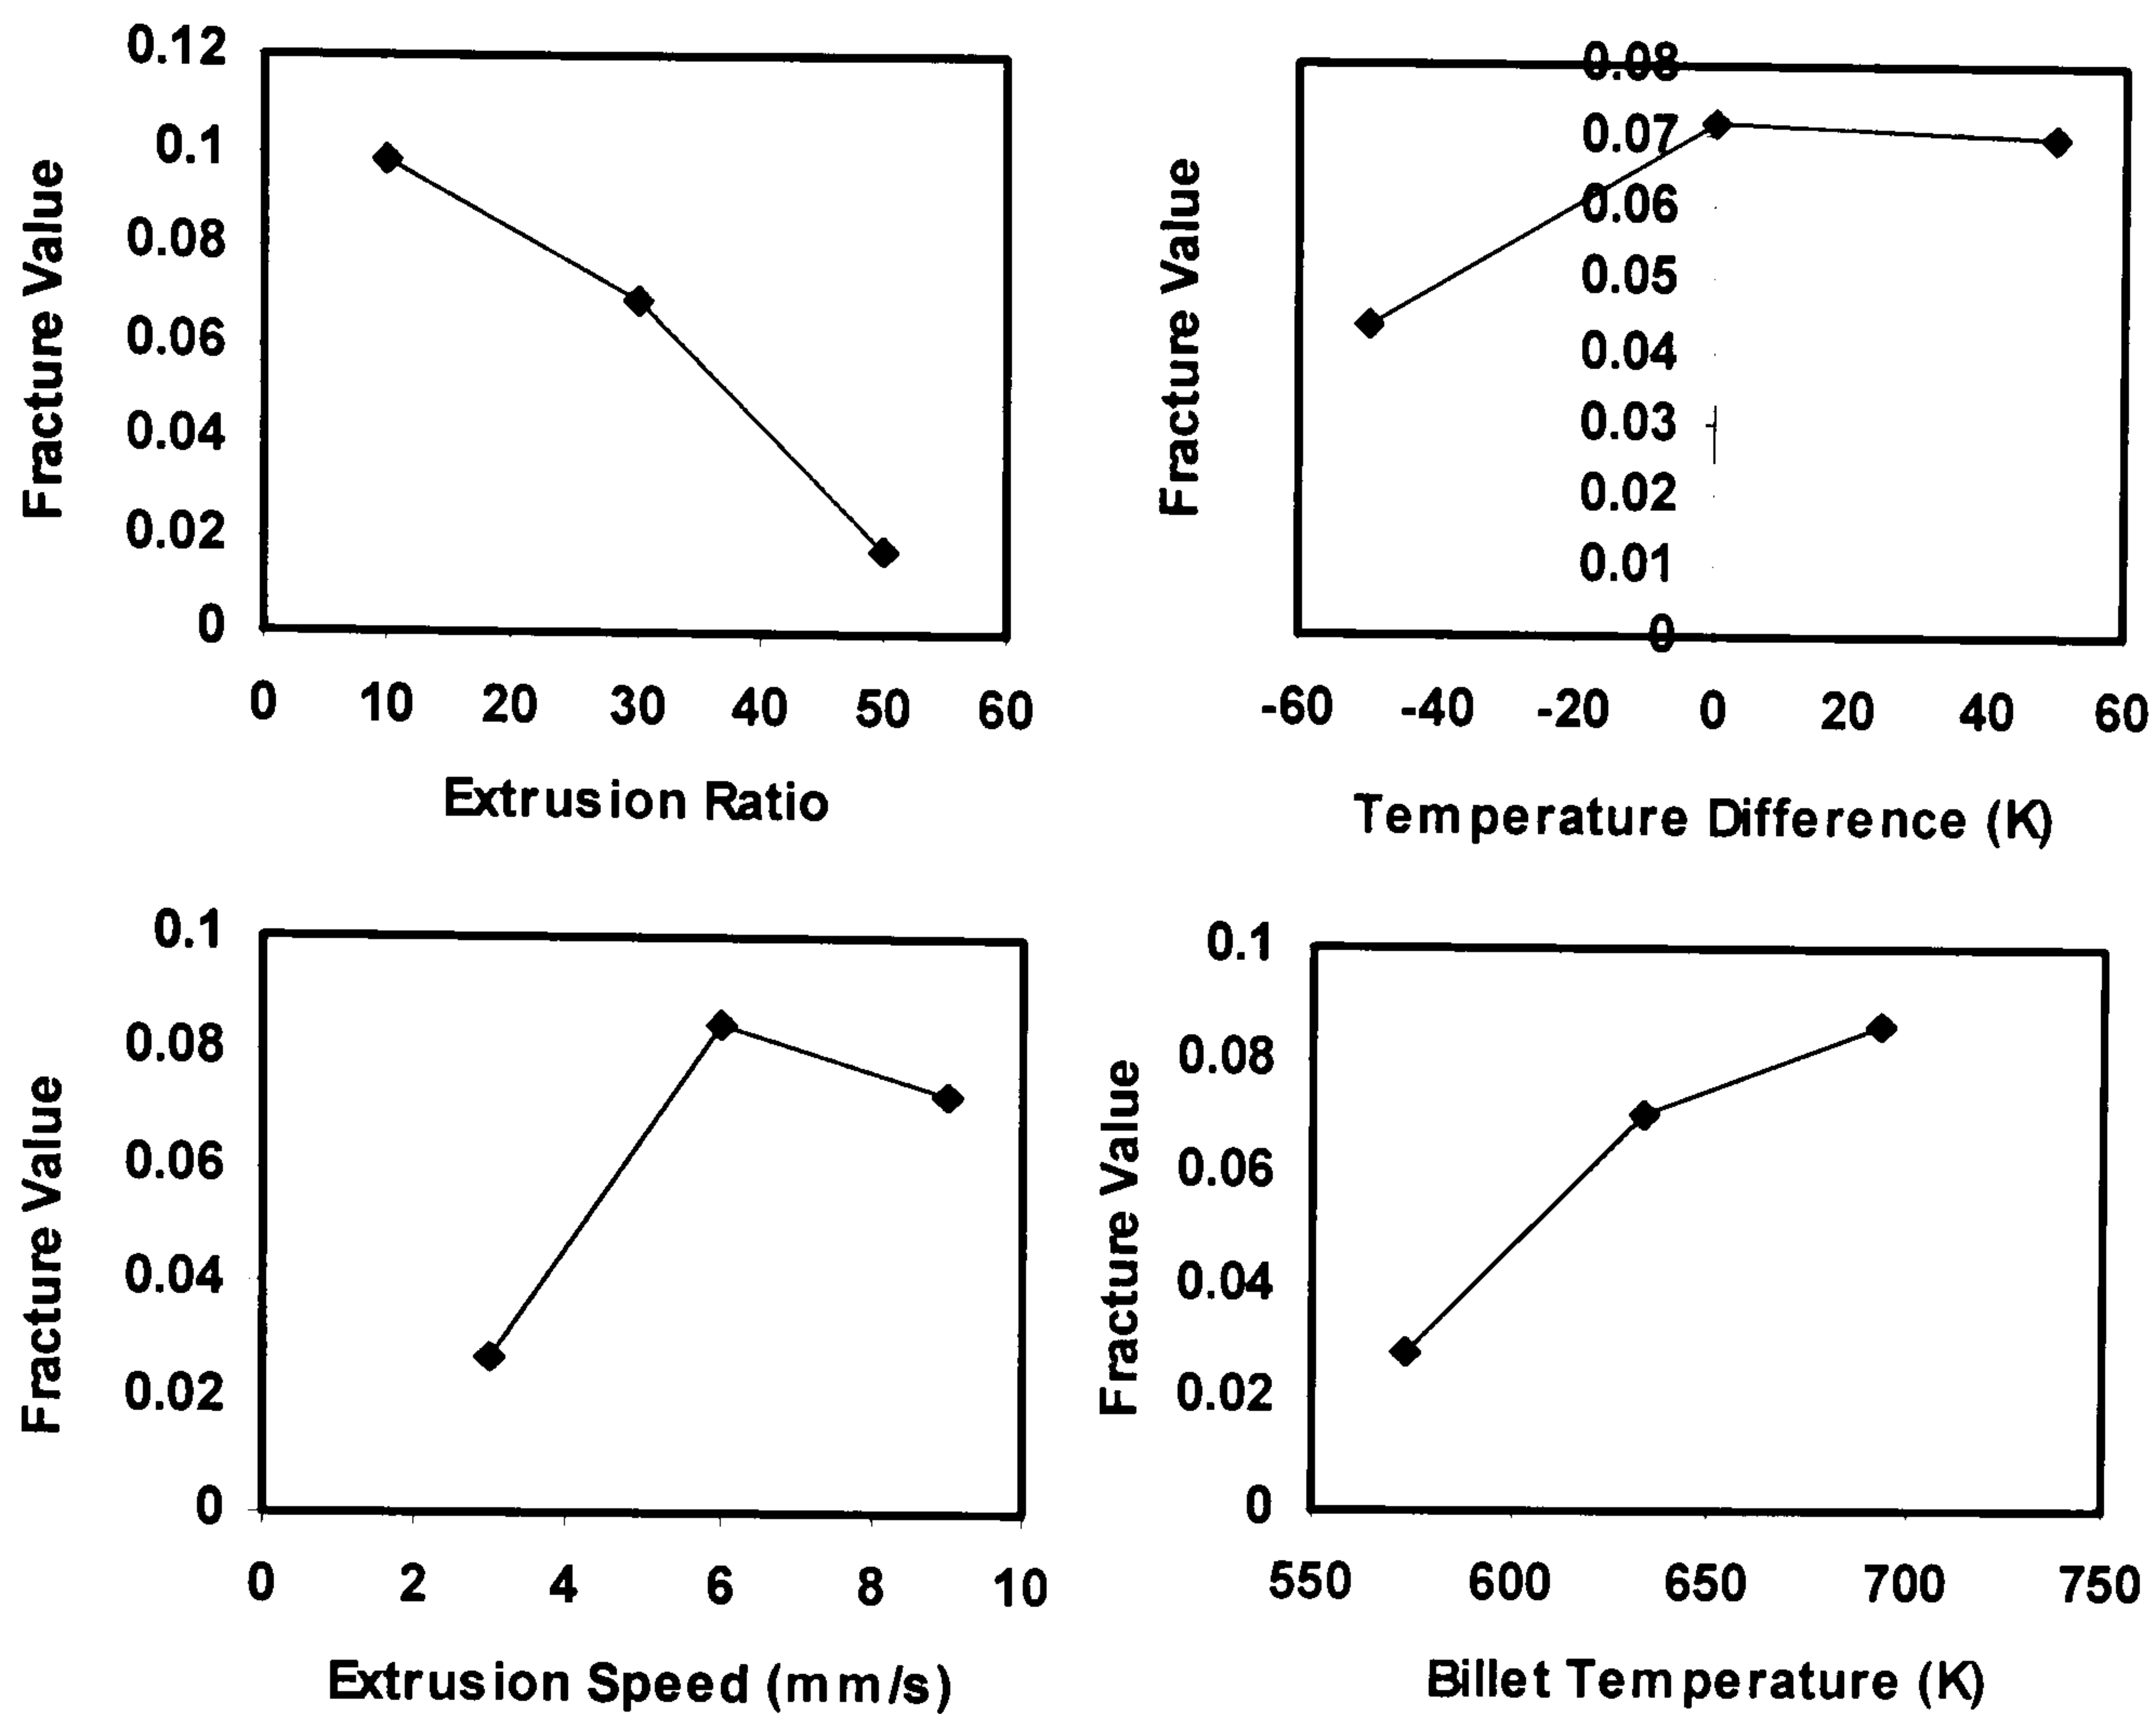 0.12
0.1
0.08
0.06
0.04
0.02
0
Fracture Value
0 10 20 30 40 50 60
Extrusion Ratio
0.08
0.07
0.06
0.05
0.04
0.03
0.02
0.01
0
Fracture Value
-60 -40 -20 0 20 40 60
Temperature Difference (K)
0.1
0.08
0.06
0.04
0.02
0
Fracture Value
0 2 4 6 8 10
Extrusion Speed (mm/s)
0.1
0.08
0.06
0.04
0.02
0
Fracture Value
550 600 650 700 750
Billet Temperature (K)